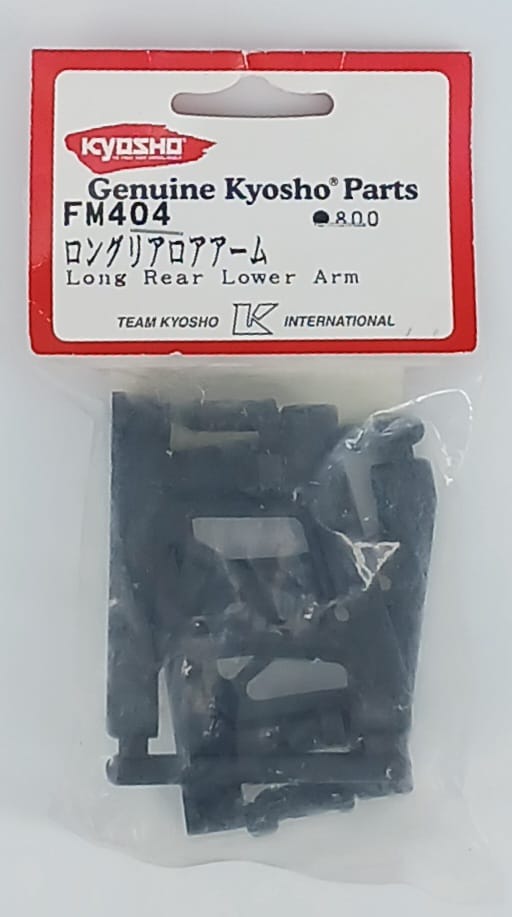 KYOSHO
Genuine Kyosho® Parts
FM404 ●800
ロングリアロアアーム
Long Rear Lower Arm
TEAM KYOSHO K INTERNATIONAL